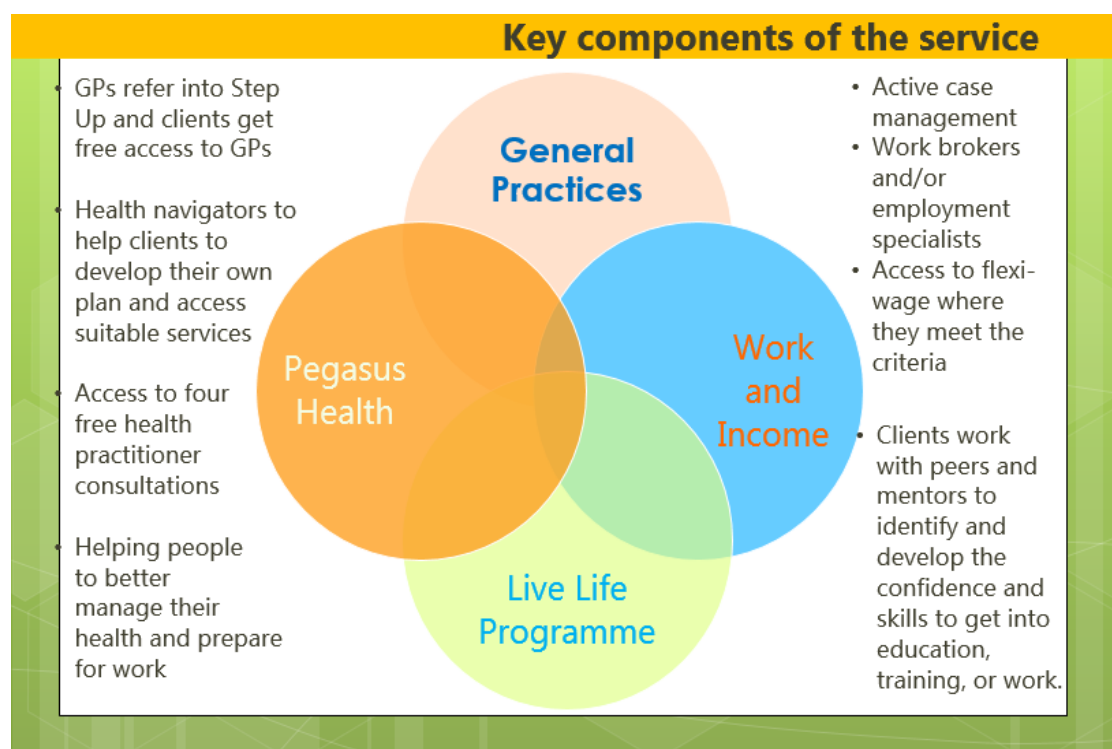 Key components of the service
• GPs refer into Step
Up and clients get
free access to GPs
• Health navigators to
help clients to
develop their own
plan and access
suitable services
• Access to four
free health
practitioner
consultations
• Helping people
to better
manage their
health and prepare
for work
General
Practices
Pegasus
Health
Work
and
Income
Live Life
Programme
• Active case
management
• Work brokers
and/or
employment
specialists
• Access to flexi-
wage where
they meet the
criteria
• Clients work
with peers and
mentors to
identify and
develop the
confidence and
skills to get into
education,
training, or work.